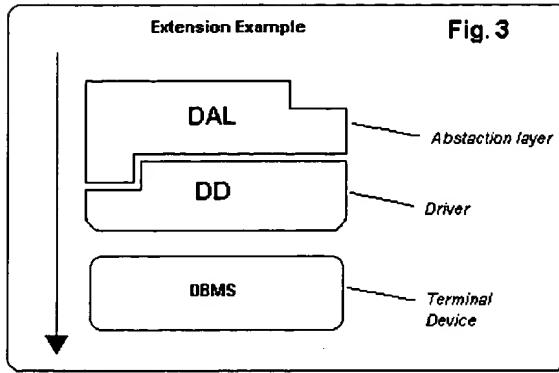 Extension Example
Fig. 3
DAL
Abstaction layer
DD
Driver
DBMS
Terminal
Device